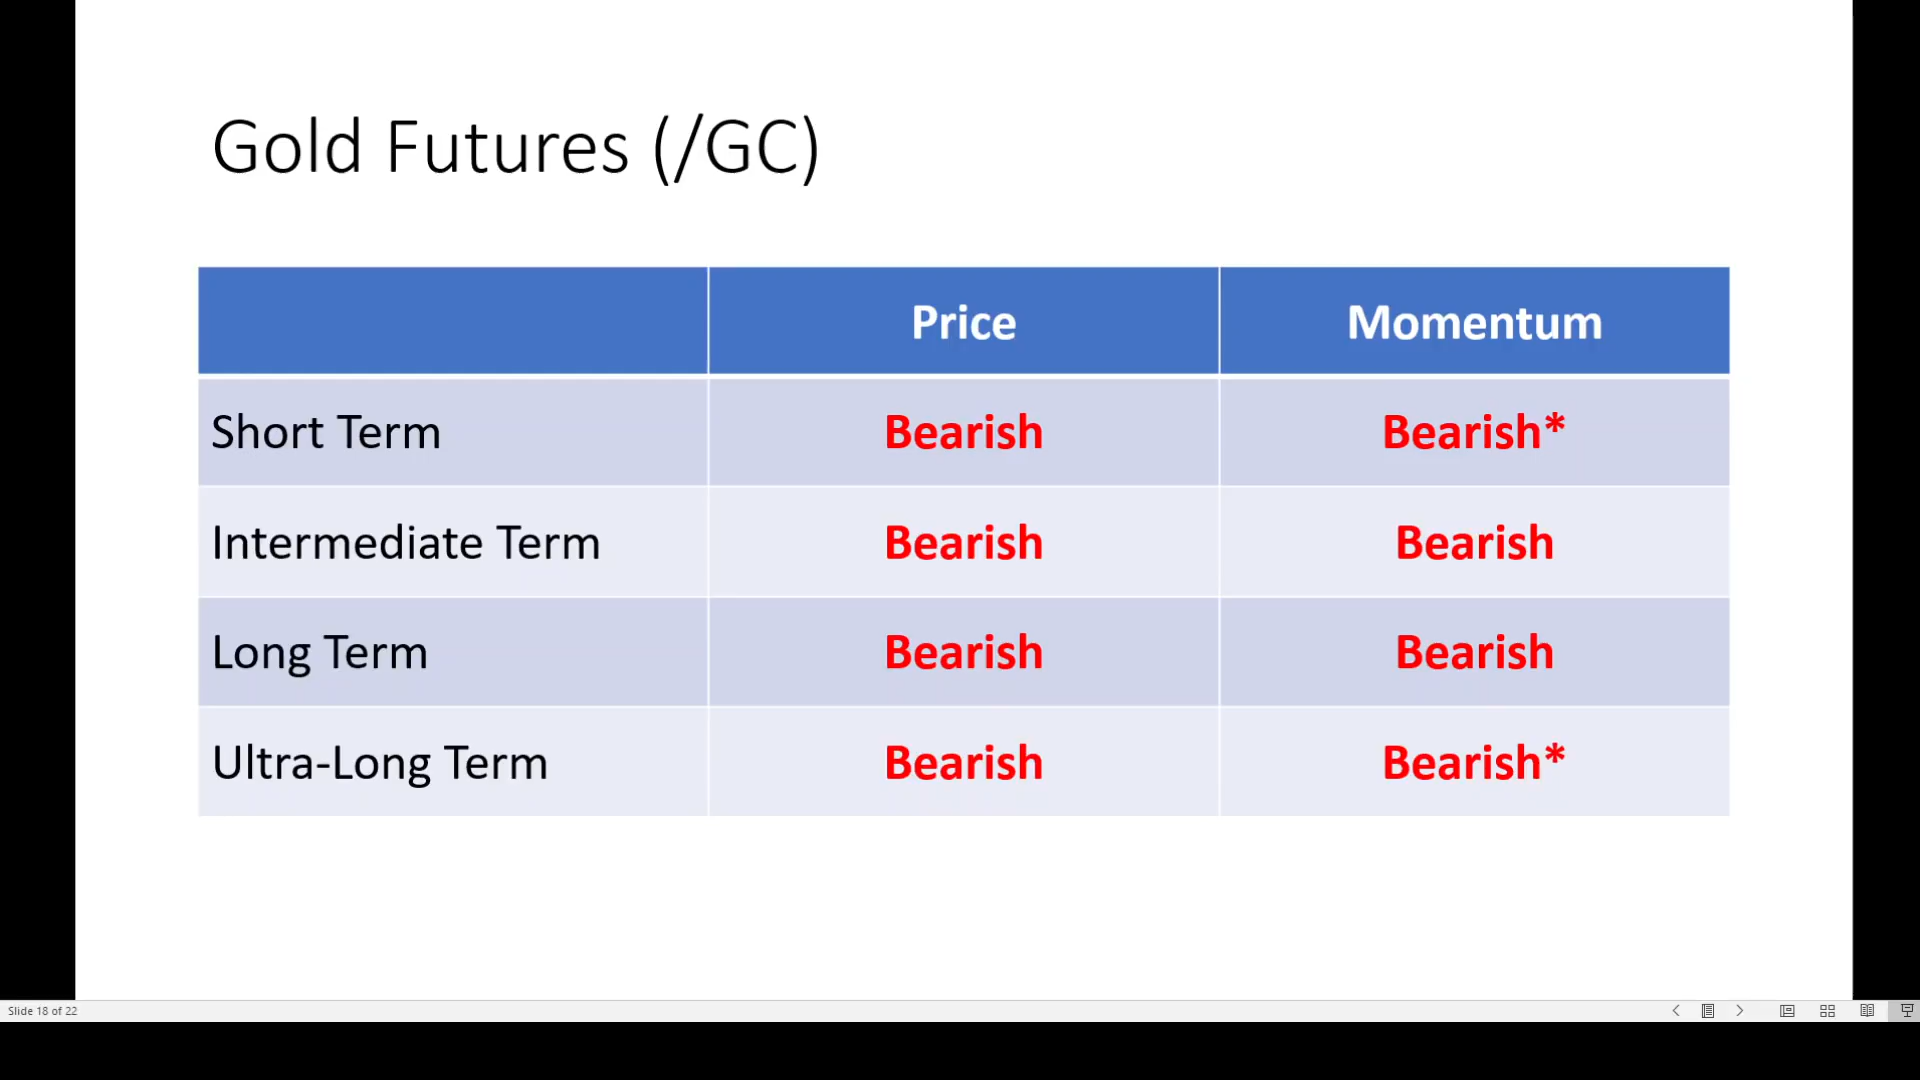 Gold Futures (/GC)
Price Momentum
Short Term Bearish Bearish*
Intermediate Term Bearish Bearish
Long Term Bearish Bearish
Ultra-Long Term Bearish Bearish*
Slide 18 of 22